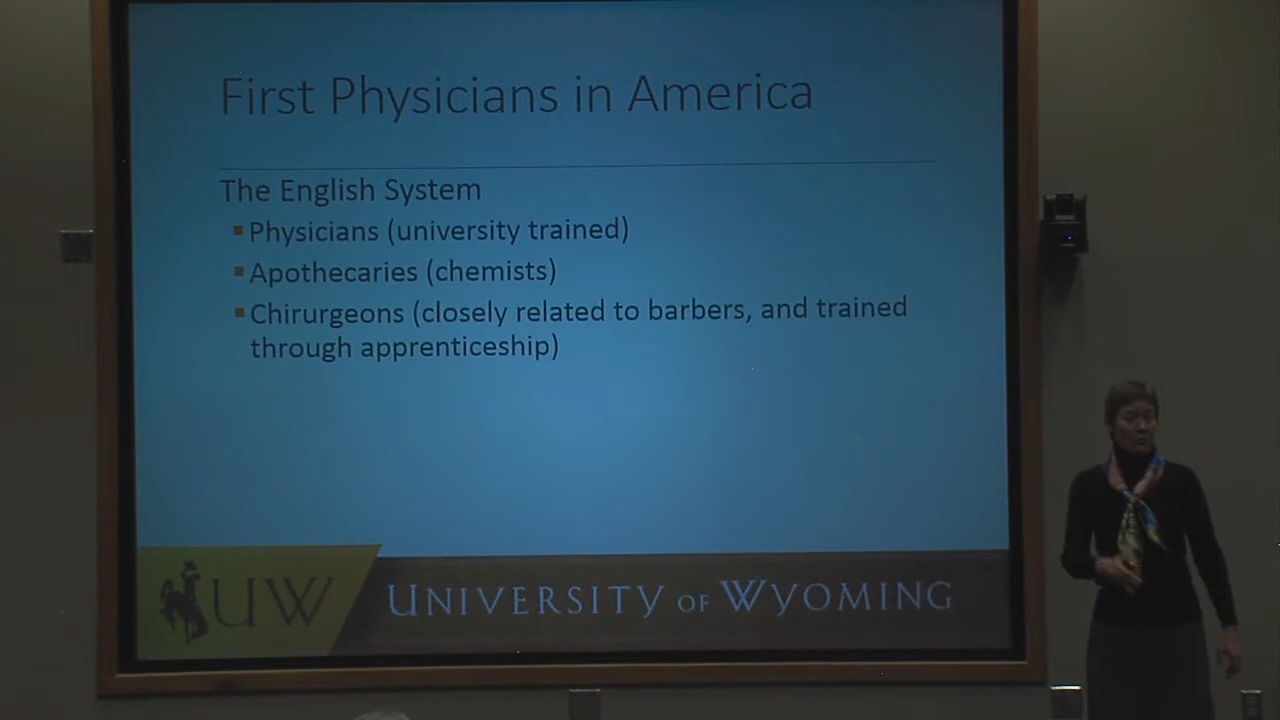 First Physicians in America
The English System
Physicians (university trained)
Apothecaries (chemists)
Chirurgeons (closely related to barbers, and trained
through apprenticeship)
UW
UNIVERSITY OF WYOMING